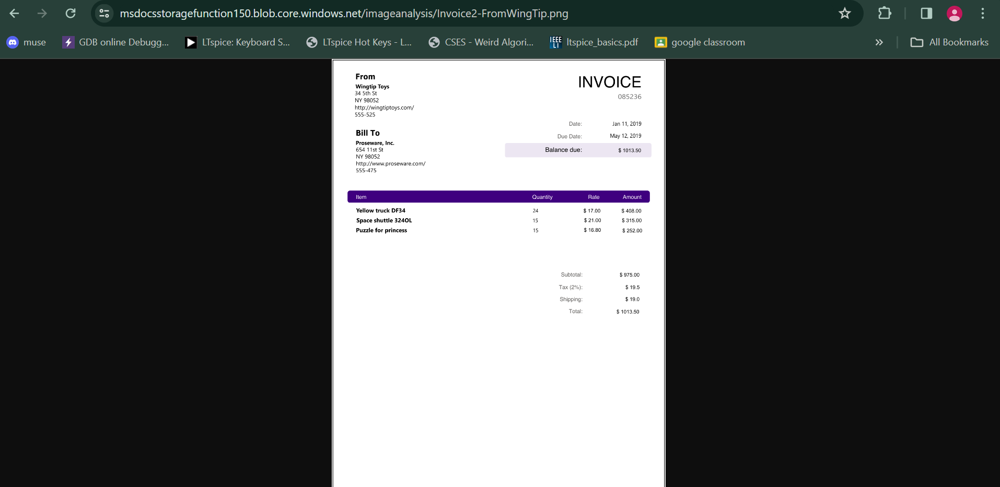 msdocsstoragefunction150.blob.core.windows.net/imageanalysis/Invoice2-FromWingTip.png
muse
GDB online Debugg...
LTspice: Keyboard S...
LTspice Hot Keys - L...
CSES - Weird Algori...
IEEE LI
ltspice_basics.pdf
google classroom
All Bookmarks
From
Wingtip Toys
34 5th St
NY 98052
http://wingtiptoys.com/
555-525
INVOICE
085236
Bill To
Proseware, Inc.
654 11st St
NY 98052
http://www.proseware.com/
555-475
Date: Jan 11, 2019
Due Date: May 12, 2019
Balance due: $ 1013.50
Item Quantity Rate Amount
Yellow truck DF34 24 $ 17.00 $ 408.00
Space shuttle 324OL 15 $ 21.00 $ 315.00
Puzzle for princess 15 $ 16.80 $ 252.00
Subtotal: $ 975.00
Tax (2%): $ 19.5
Shipping: $ 19.0
Total: $ 1013.50